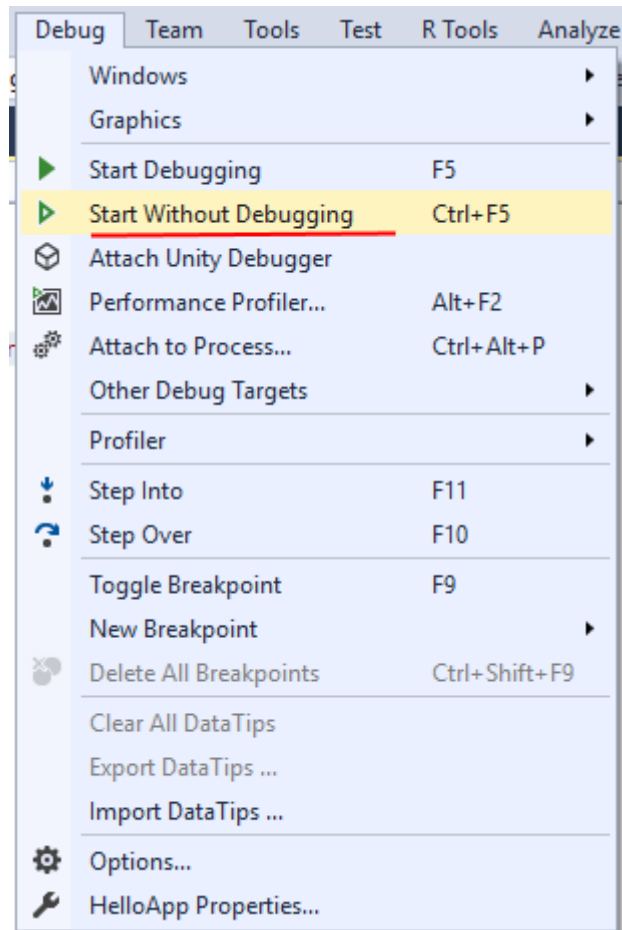 Debug Team Tools Test R Tools Analyze
Windows
Graphics
Start Debugging F5
Start Without Debugging Ctrl+F5
Attach Unity Debugger
Performance Profiler... Alt+F2
Attach to Process... Ctrl+Alt+P
Other Debug Targets
Profiler
Step Into F11
Step Over F10
Toggle Breakpoint F9
New Breakpoint
Delete All Breakpoints Ctrl+Shift+F9
Clear All DataTips
Export DataTips ...
Import DataTips ...
Options...
HelloApp Properties...